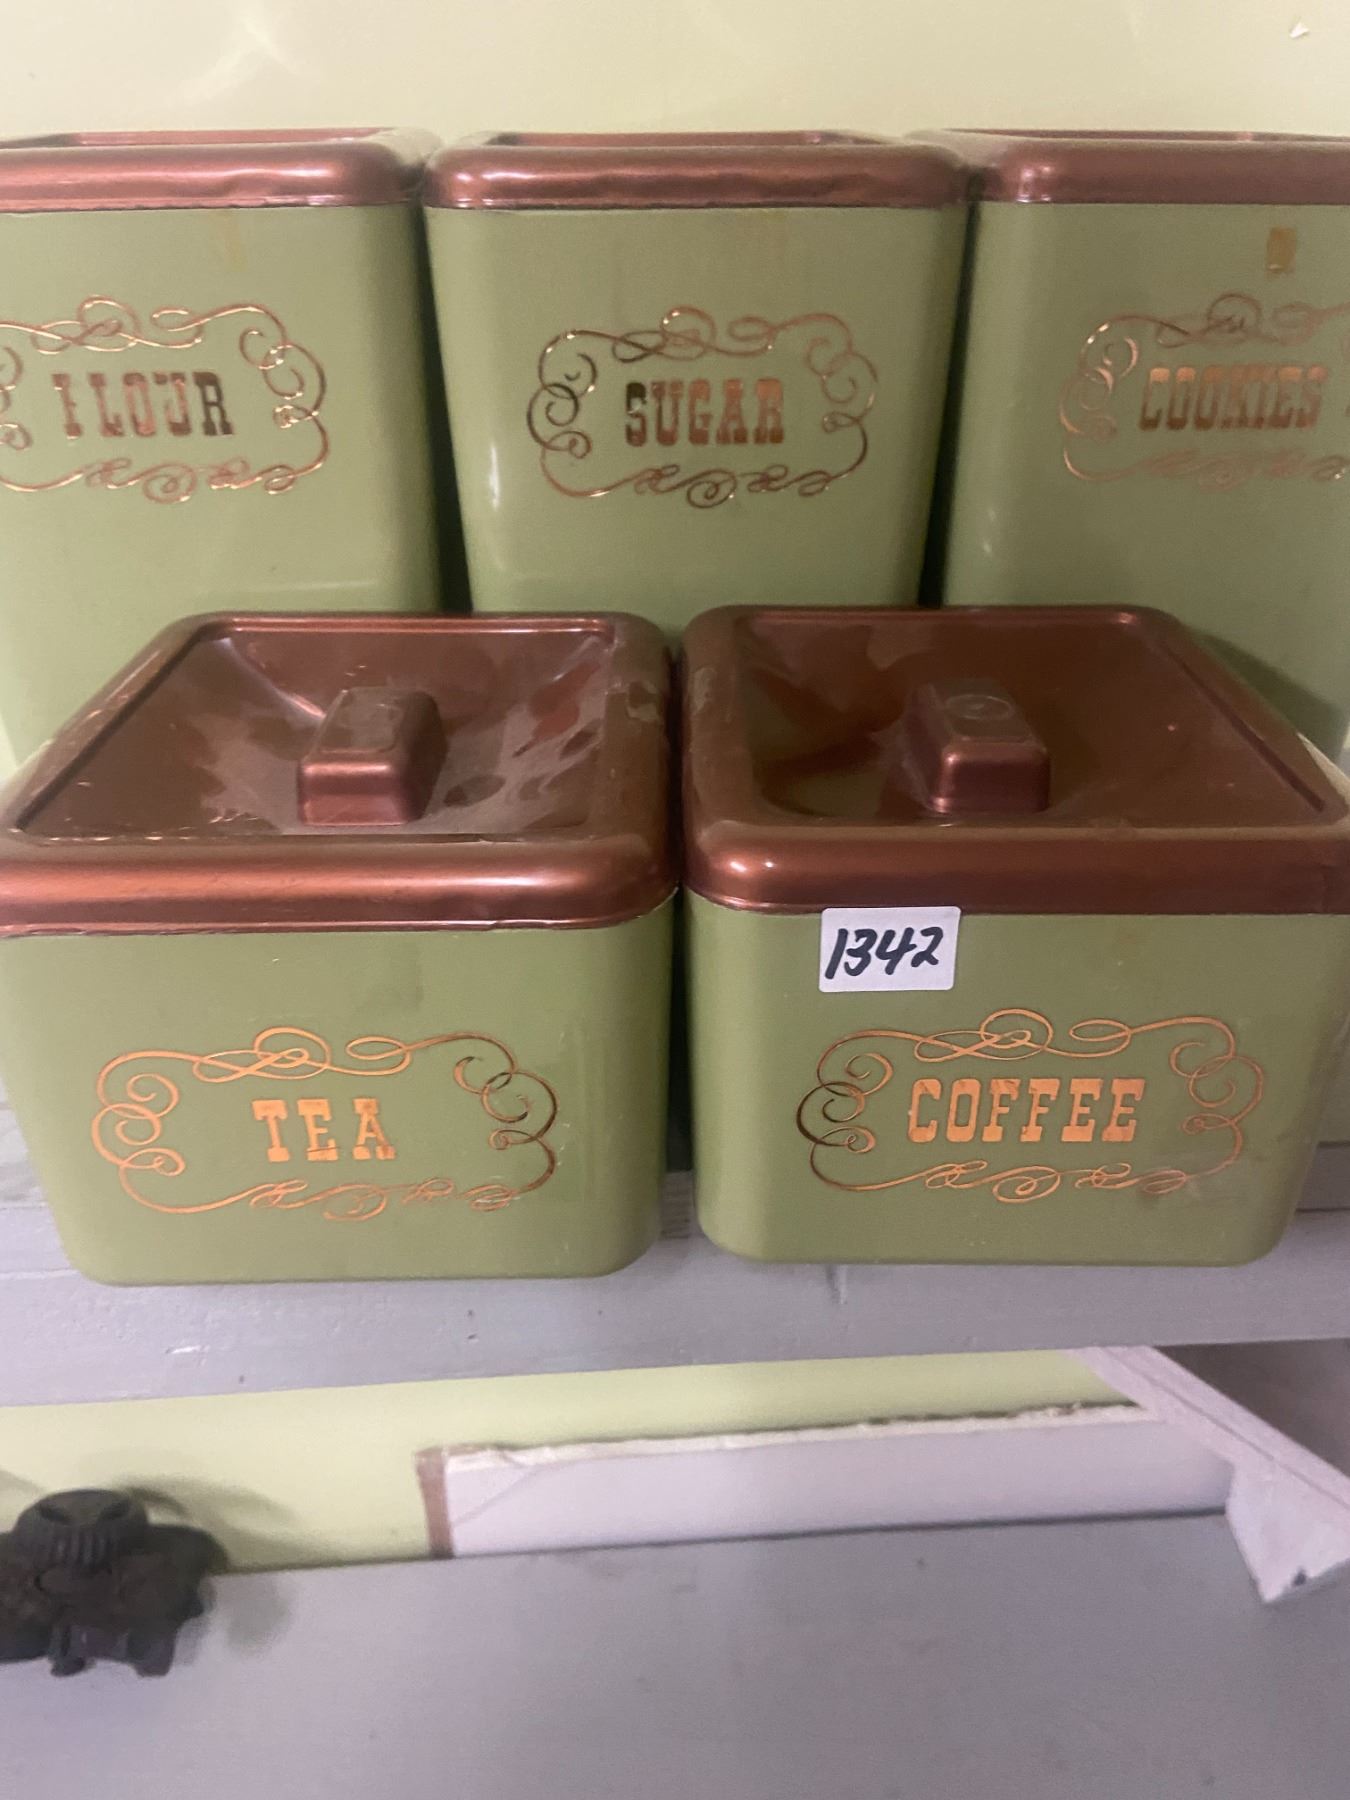 FLOUR
SUGAR
COOKIES
1342
TEA
COFFEE